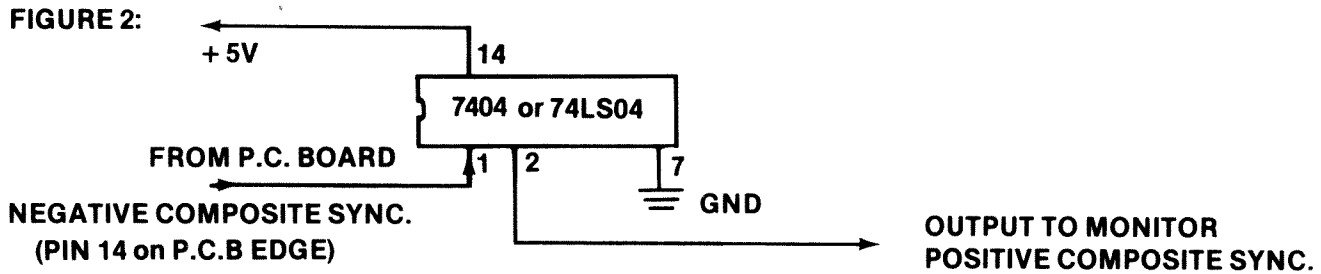 FIGURE 2:
+ 5V
14
7404 or 74LS04
FROM P.C. BOARD
1
2
7
GND
NEGATIVE COMPOSITE SYNC.
(PIN 14 on P.C.B EDGE)
OUTPUT TO MONITOR
POSITIVE COMPOSITE SYNC.